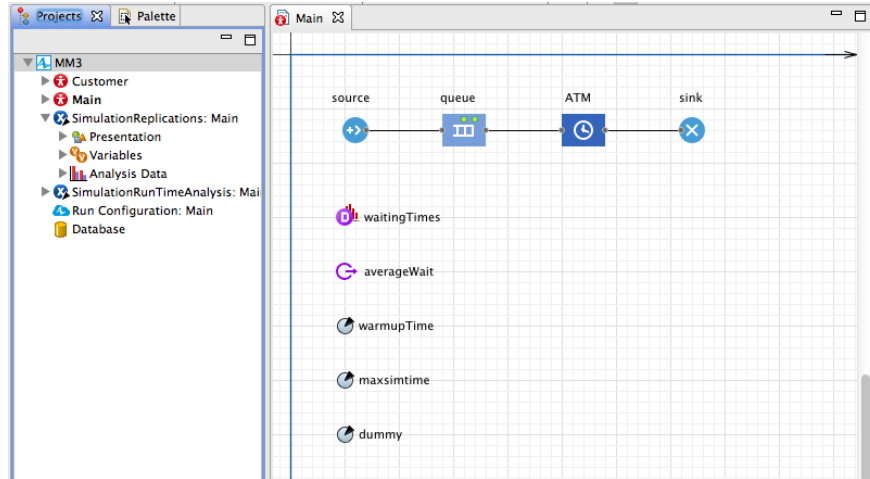 Projects
Palette
MM3
Customer
Main
SimulationReplications: Main
Presentation
Variables
Analysis Data
SimulationRunTimeAnalysis: Mai
Run Configuration: Main
Database
Main
source
queue
ATM
sink
D
waitingTimes
averageWait
warmupTime
maxsimtime
dummy